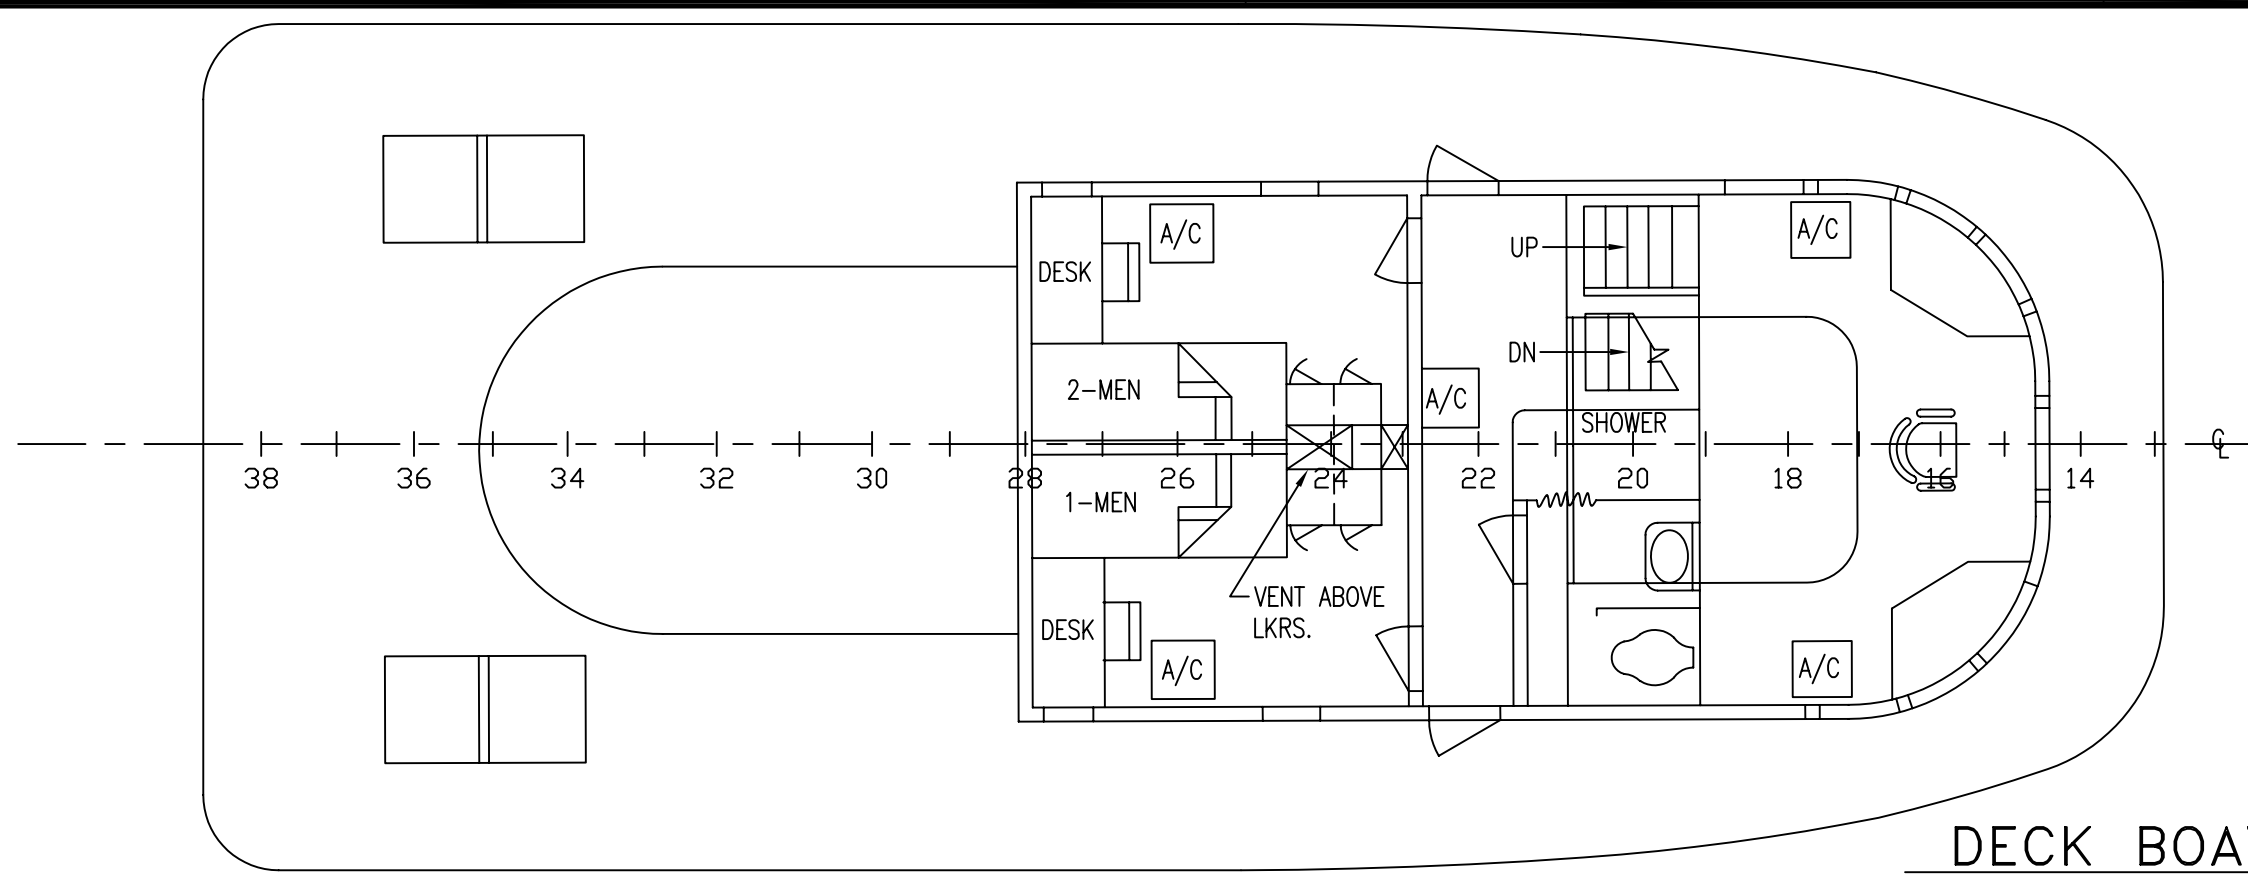 A/C
A/C
DESK
UP
DN
2-MEN
A/C
SHOWER
38 36 34 32 30 28 26 24 22 20 18 16 14 ℄
1-MEN
VENT ABOVE
LKRS.
DESK
A/C
A/C
DECK BOA